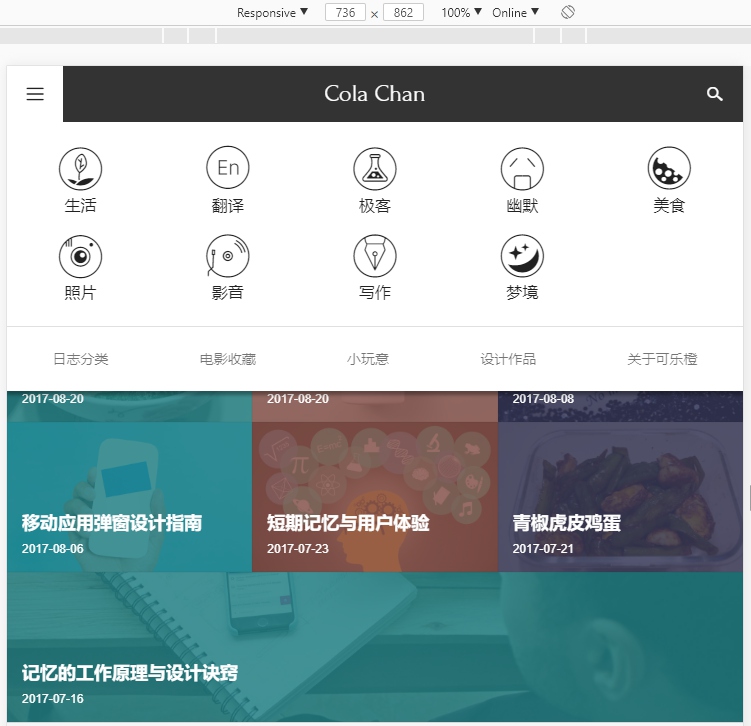 Responsive ▼ 736 x 862 100% ▼ Online ▼
Cola Chan
En
生活 翻译 极客 幽默 美食
照片 影音 写作 梦境
日志分类 电影收藏 小玩意 设计作品 关于可乐橙
2017-08-20 2017-08-20 2017-08-08
π
移动应用弹窗设计指南 短期记忆与用户体验 青椒虎皮鸡蛋
2017-08-06 2017-07-23 2017-07-21
记忆的工作原理与设计诀窍
2017-07-16